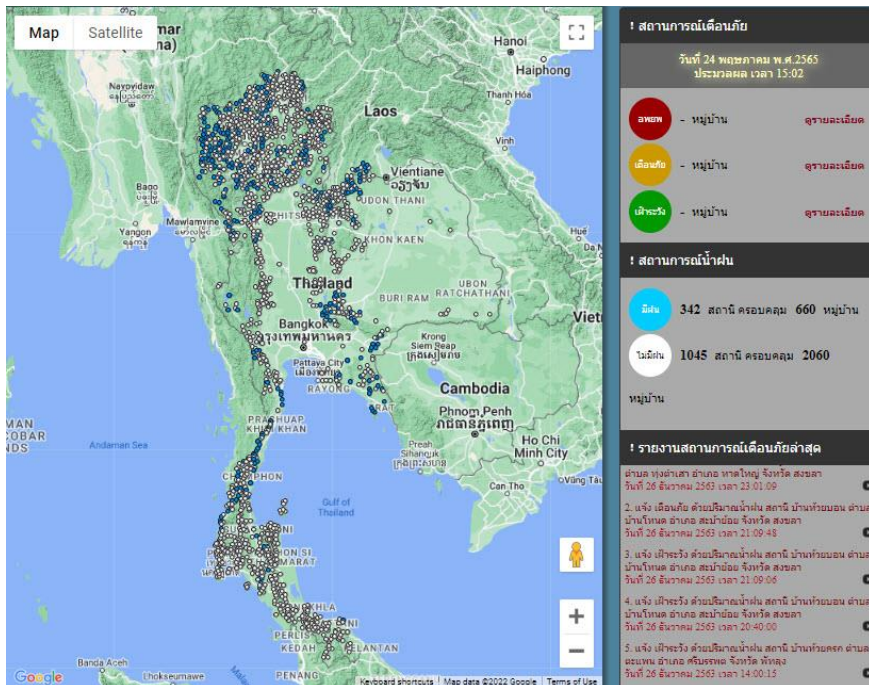 Map
Satellite
Hanoi
Haiphong
Naypyidaw
Laos
Thanh Hóa
Vinh
Vientiane
ວຽງຈັນ
UDON THANI
Bago
Yangon
Mawlamyine
KHON KAEN
Huế
Thailand
UBON
RATCHATHANI
BURI RAM
Bangkok
กรุงเทพมหานคร
Krong
Siem Reap
Pattaya City
RAYONG
Cambodia
Phnom Penh
PRACHUAP
KHIRI KHAN
Preah
Sihanouk
Ho Chi
Minh City
Can Tho
Andaman Sea
Gulf of
Thailand
PERLIS
KEDAH
KELANTAN
PENANG
Banda Aceh
Lhokseumawe
Google
Keyboard shortcuts
Map data ©2022 Google
Terms of Use
! สถานการณ์เตือนภัย
วันที่ 24 พฤษภาคม พ.ศ.2565
ประมวลผล เวลา 15:02
อพยพ - หมู่บ้าน ดูรายละเอียด
เตือนภัย - หมู่บ้าน ดูรายละเอียด
เฝ้าระวัง - หมู่บ้าน ดูรายละเอียด
! สถานการณ์น้ำฝน
มีฝน 342 สถานี ครอบคลุม 660 หมู่บ้าน
ไม่มีฝน 1045 สถานี ครอบคลุม 2060
หมู่บ้าน
! รายงานสถานการณ์เตือนภัยล่าสุด
ตำบล ทุ่งตำเสา อำเภอ หาดใหญ่ จังหวัด สงขลา
วันที่ 26 ธันวาคม 2563 เวลา 23:01:09
2. แจ้ง เตือนภัย ด้วยปริมาณน้ำฝน สถานี บ้านห้วยบอน ตำบล
บ้านโหนด อำเภอ สะบ้าย้อย จังหวัด สงขลา
วันที่ 26 ธันวาคม 2563 เวลา 21:09:48
3. แจ้ง เฝ้าระวัง ด้วยปริมาณน้ำฝน สถานี บ้านห้วยบอน ตำบล
บ้านโหนด อำเภอ สะบ้าย้อย จังหวัด สงขลา
วันที่ 26 ธันวาคม 2563 เวลา 21:09:06
4. แจ้ง เฝ้าระวัง ด้วยปริมาณน้ำฝน สถานี บ้านห้วยบอน ตำบล
บ้านโหนด อำเภอ สะบ้าย้อย จังหวัด สงขลา
วันที่ 26 ธันวาคม 2563 เวลา 20:40:00
5. แจ้ง เฝ้าระวัง ด้วยปริมาณน้ำฝน สถานี บ้านห้วยครก ตำบล
ตะแพน อำเภอ ศรีบรรพต จังหวัด พัทลุง
วันที่ 26 ธันวาคม 2563 เวลา 14:00:15